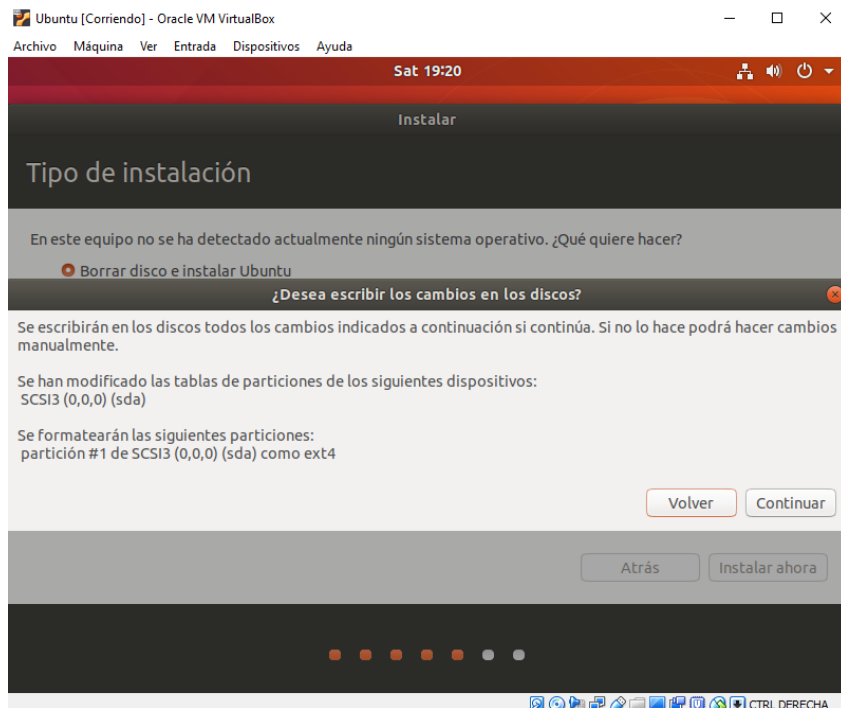 Ubuntu [Corriendo] - Oracle VM VirtualBox
Archivo Máquina Ver Entrada Dispositivos Ayuda
Sat 19:20
Instalar
Tipo de instalación
En este equipo no se ha detectado actualmente ningún sistema operativo. ¿Qué quiere hacer?
Borrar disco e instalar Ubuntu
¿Desea escribir los cambios en los discos?
Se escribirán en los discos todos los cambios indicados a continuación si continúa. Si no lo hace podrá hacer cambios
manualmente.
Se han modificado las tablas de particiones de los siguientes dispositivos:
SCSI3 (0,0,0) (sda)
Se formatearán las siguientes particiones:
partición #1 de SCSI3 (0,0,0) (sda) como ext4
Volver Continuar
Atrás Instalar ahora
CTRL DERECHA